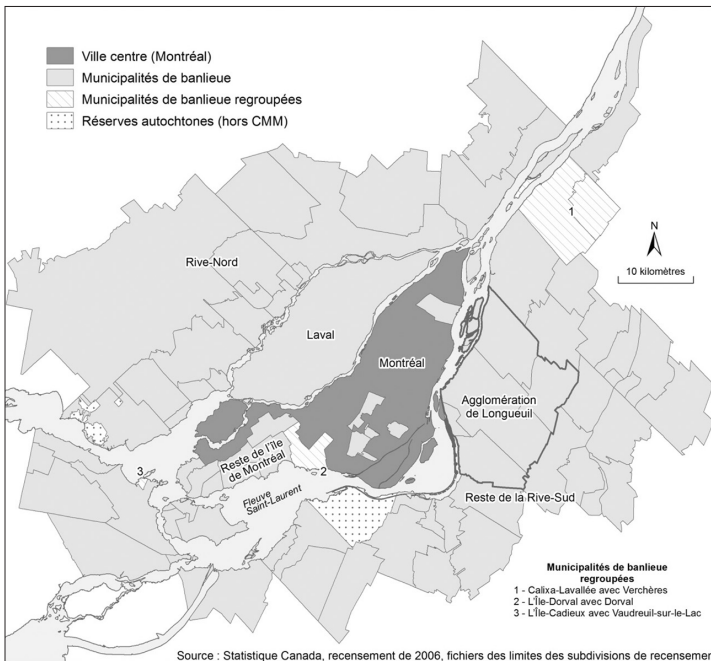 Ville centre (Montréal)
Municipalités de banlieue
Municipalités de banlieue regroupées
Réserves autochtones (hors CMM)
1
N
10 kilomètres
Rive-Nord
Laval
Montréal
Agglomération
de Longueuil
Reste de l'île
de Montréal
3
2
Fleuve
Saint-Laurent
Reste de la Rive-Sud
Municipalités de banlieue
regroupées
1 - Calixa-Lavallée avec Verchères
2 - L'Île-Dorval avec Dorval
3 - L'Île-Cadieux avec Vaudreuil-sur-le-Lac
Source : Statistique Canada, recensement de 2006, fichiers des limites des subdivisions de recensemen